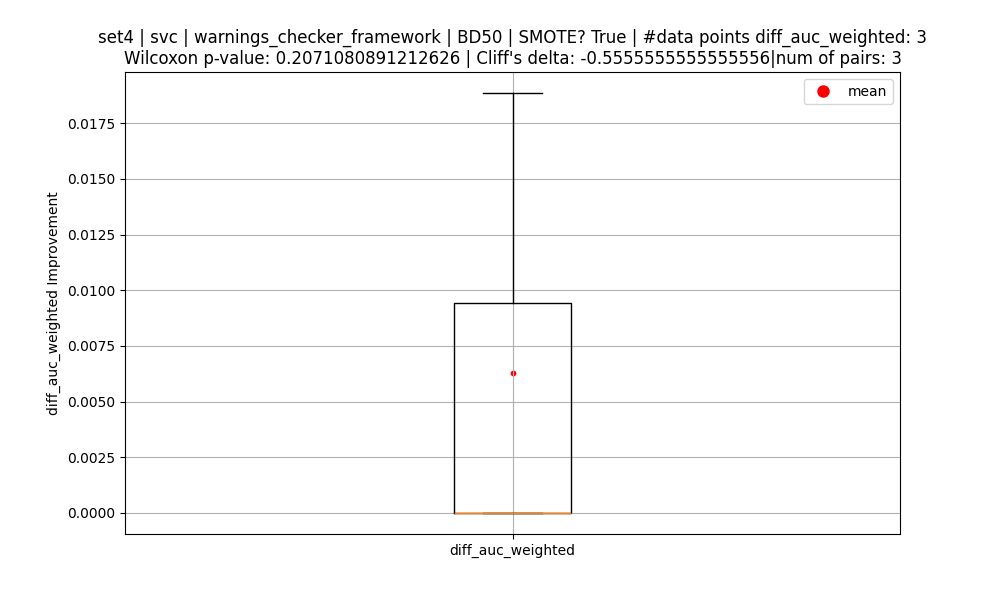 set4 | svc | warnings_checker_framework | BD50 | SMOTE? True | #data points diff_auc_weighted: 3
Wilcoxon p-value: 0.2071080891212626 | Cliff's delta: -0.5555555555555556|num of pairs: 3
mean
0.0175
0.0150
0.0125
0.0100
0.0075
0.0050
0.0025
0.0000
diff_auc_weighted Improvement
diff_auc_weighted